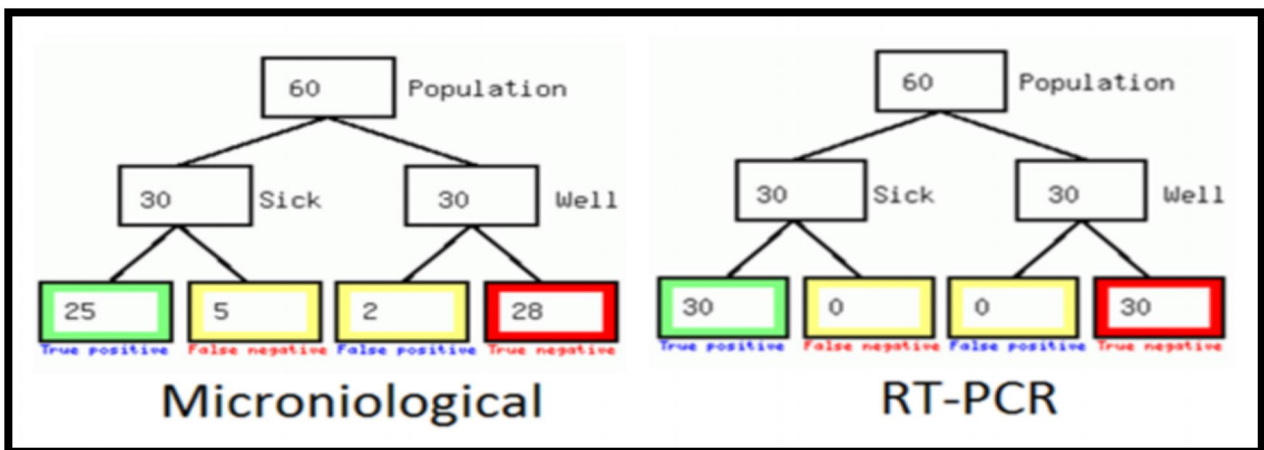 60 Population
30 Sick 30 Well
25 5 2 28
True positive False negative False positive True negative
Microniological
60 Population
30 Sick 30 Well
30 0 0 30
True positive False negative False positive True negative
RT-PCR